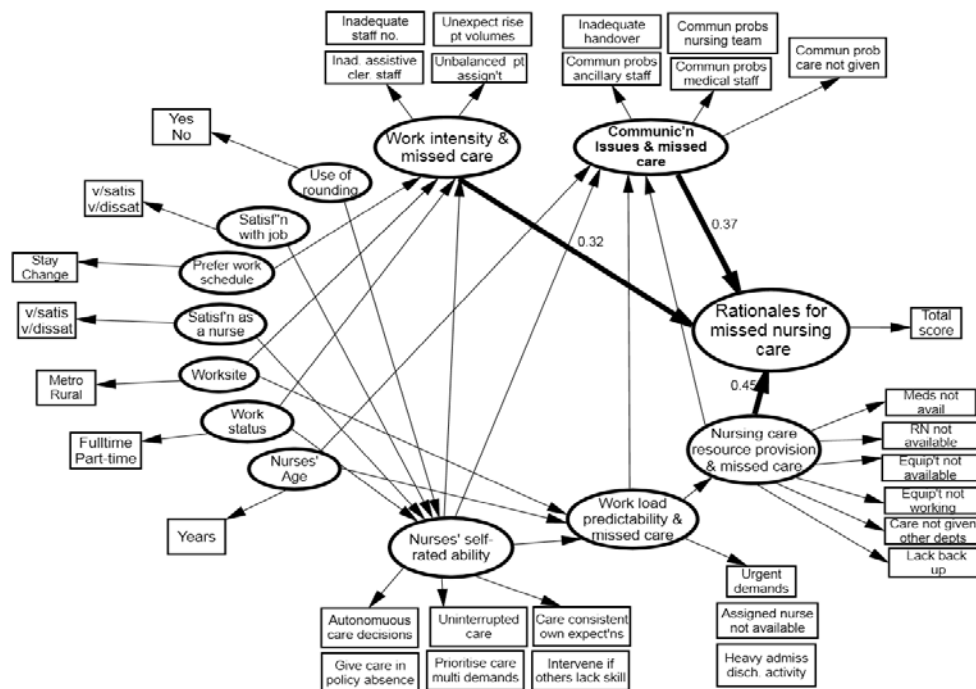 Inadequate
staff no.
Unexpect rise
pt volumes
Inad. assistive
cler. staff
Unbalanced pt
assign't
Inadequate
handover
Commun probs
nursing team
Commun probs
ancillary staff
Commun probs
medical staff
Commun prob
care not given
Yes
No
Work intensity &
missed care
Communic'n
Issues & missed
care
Use of
rounding
v/satis
v/dissat
Satisf"n
with job
0.37
0.32
Stay
Change
Prefer work
schedule
v/satis
v/dissat
Satisf'n as
a nurse
Rationales for
missed nursing
care
Total
score
Metro
Rural
Worksite
0.45
Meds not
avail
Work
status
Fulltime
Part-time
Nursing care
resource provision
& missed care
RN not
available
Nurses'
Age
Equip't not
available
Equip't not
working
Years
Work load
predictability &
missed care
Care not given
other depts
Nurses' self-
rated ability
Lack back
up
Urgent
demands
Autonomuous
care decisions
Uninterrupted
care
Care consistent
own expect'ns
Assigned nurse
not available
Give care in
policy absence
Prioritise care
multi demands
Intervene if
others lack skill
Heavy admiss
disch. activity